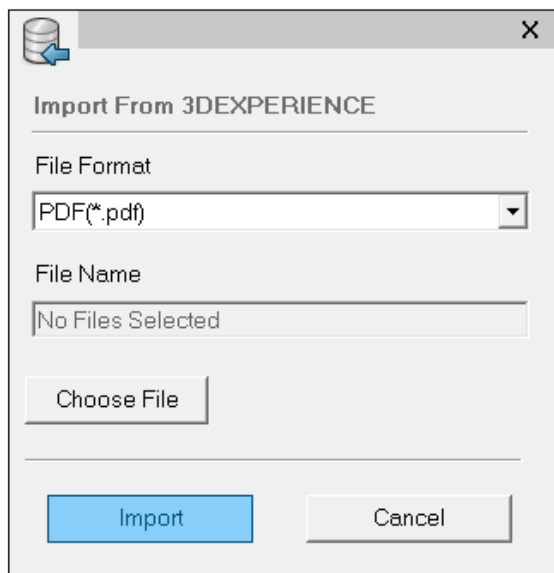 X
Import From 3DEXPERIENCE
File Format
PDF(*.pdf)
File Name
No Files Selected
Choose File
Import
Cancel